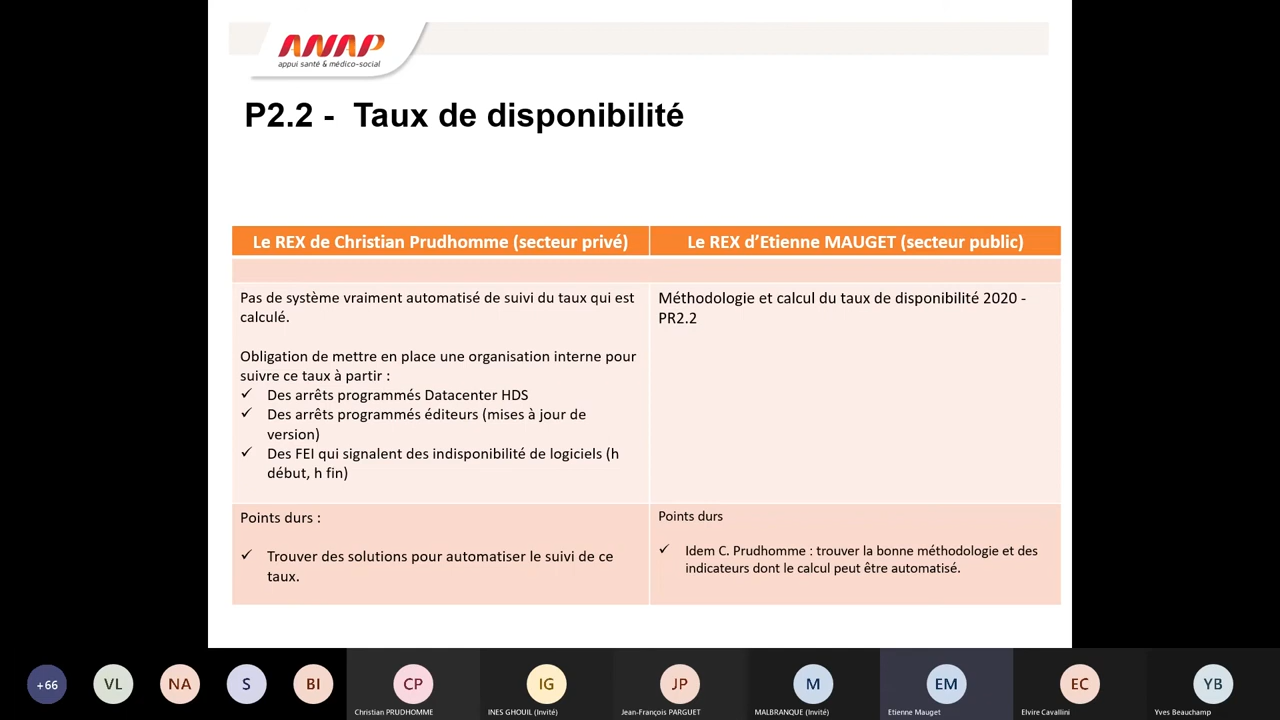 ANAP
appui santé & médico-social
P2.2 - Taux de disponibilité
Le REX de Christian Prudhomme (secteur privé)
Le REX d'Etienne MAUGET (secteur public)
Pas de système vraiment automatisé de suivi du taux qui est
calculé.
Obligation de mettre en place une organisation interne pour
suivre ce taux à partir :
✓ Des arrêts programmés Datacenter HDS
✓ Des arrêts programmés éditeurs (mises à jour de
version)
✓ Des FEI qui signalent des indisponibilité de logiciels (h
début, h fin)
Méthodologie et calcul du taux de disponibilité 2020 -
PR2.2
Points durs :
✓ Trouver des solutions pour automatiser le suivi de ce
taux.
Points durs
✓ Idem C. Prudhomme : trouver la bonne méthodologie et des
indicateurs dont le calcul peut être automatisé.
+66
VL
NA
S
BI
CP
Christian PRUDHOMME
IG
INES GHOUIL (Invité)
JP
Jean-François PARGUET
M
MALBRANQUE (Invité)
EM
Etienne Mauget
EC
Elvire Cavallini
YB
Yves Beauchamp